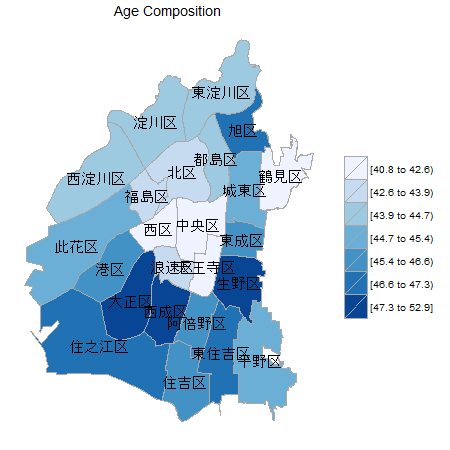 Age Composition
東淀川区
淀川区
旭区
都島区
北区
鶴見区
西淀川区
城東区
福島区
西区
中央区
東成区
此花区
港区
浪速区
天王寺区
生野区
大正区
西成区
阿倍野区
住之江区
東住吉区
平野区
住吉区
[40.8 to 42.6)
[42.6 to 43.9)
[43.9 to 44.7)
[44.7 to 45.4)
[45.4 to 46.6)
[46.6 to 47.3)
[47.3 to 52.9]